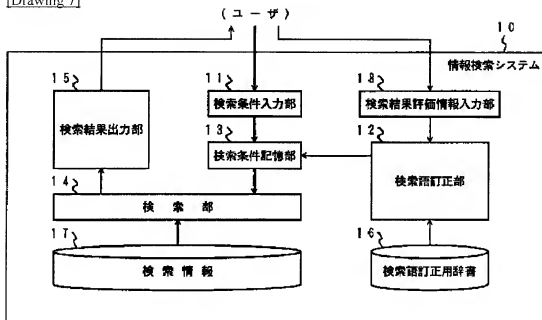 [Drawing 7]
(ユーザ)
10
情報検索システム
15
11
18
検索結果出力部
検索条件入力部
検索結果評価情報入力部
13
12
検索条件記憶部
検索語訂正部
14
検索部
17
16
検索情報
検索語訂正用辞書